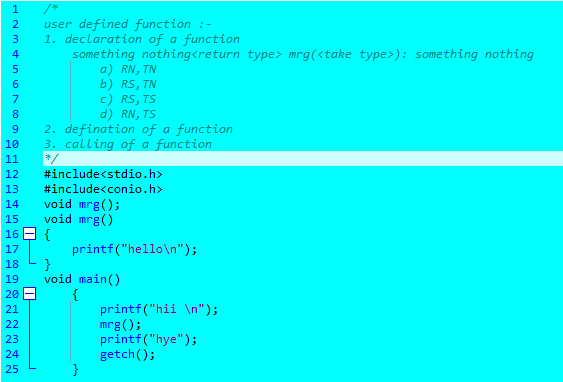 1 /*
2 user defined function :-
3 1. declaration of a function
4 something nothing<return type> mrg(<take type>): something nothing
5 a) RN,TN
6 b) RS,TN
7 c) RS,TS
8 d) RN,TS
9 2. defination of a function
10 3. calling of a function
11 */
12 #include<stdio.h>
13 #include<conio.h>
14 void mrg();
15 void mrg()
16 {
17 printf("hello\n");
18 }
19 void main()
20 {
21 printf("hii \n");
22 mrg();
23 printf("hye");
24 getch();
25 }